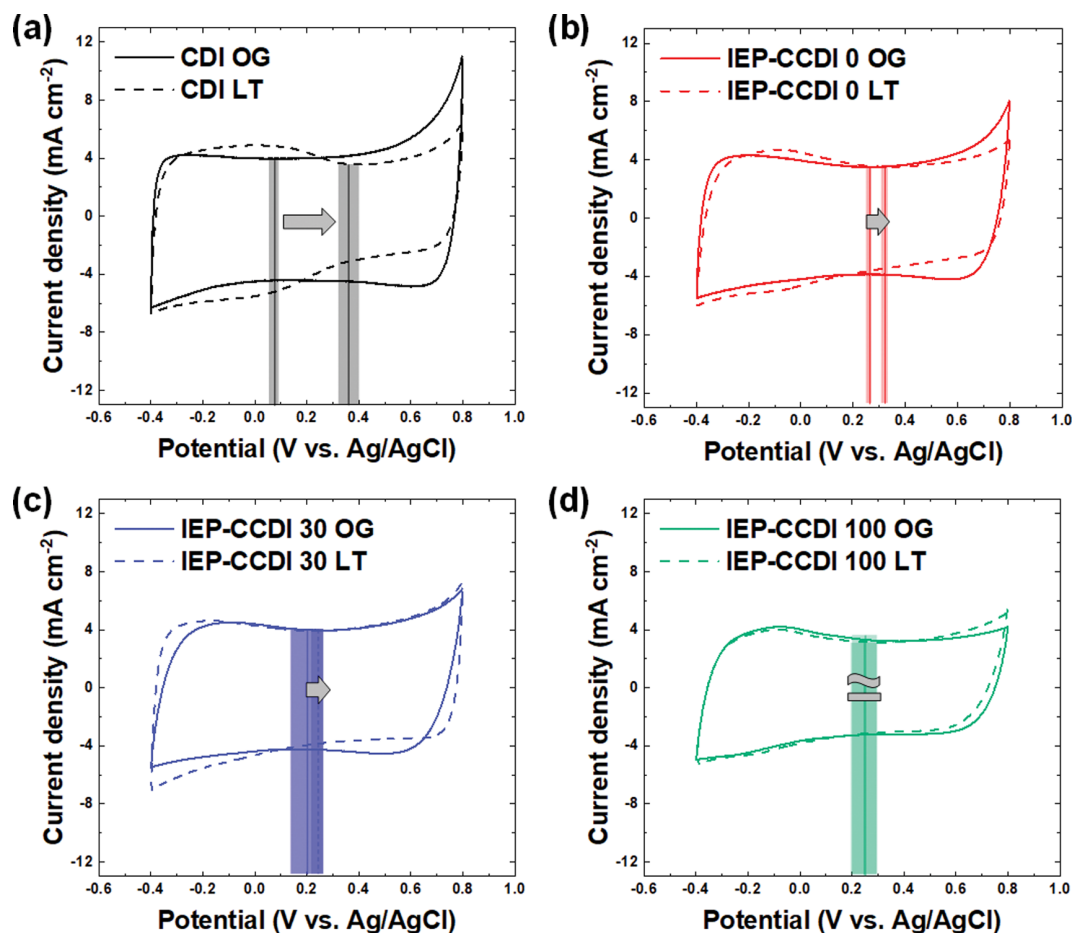 (a)
CDI OG
CDI LT
Current density (mA cm-2)
12
8
4
0
-4
-8
-12
-0.6 -0.4 -0.2 0.0 0.2 0.4 0.6 0.8 1.0
Potential (V vs. Ag/AgCl)
(b)
IEP-CCDI 0 OG
IEP-CCDI 0 LT
Current density (mA cm-2)
12
8
4
0
-4
-8
-12
-0.6 -0.4 -0.2 0.0 0.2 0.4 0.6 0.8 1.0
Potential (V vs. Ag/AgCl)
(c)
IEP-CCDI 30 OG
IEP-CCDI 30 LT
Current density (mA cm-2)
12
8
4
0
-4
-8
-12
-0.6 -0.4 -0.2 0.0 0.2 0.4 0.6 0.8 1.0
Potential (V vs. Ag/AgCl)
(d)
IEP-CCDI 100 OG
IEP-CCDI 100 LT
Current density (mA cm-2)
12
8
4
0
-4
-8
-12
-0.6 -0.4 -0.2 0.0 0.2 0.4 0.6 0.8 1.0
Potential (V vs. Ag/AgCl)